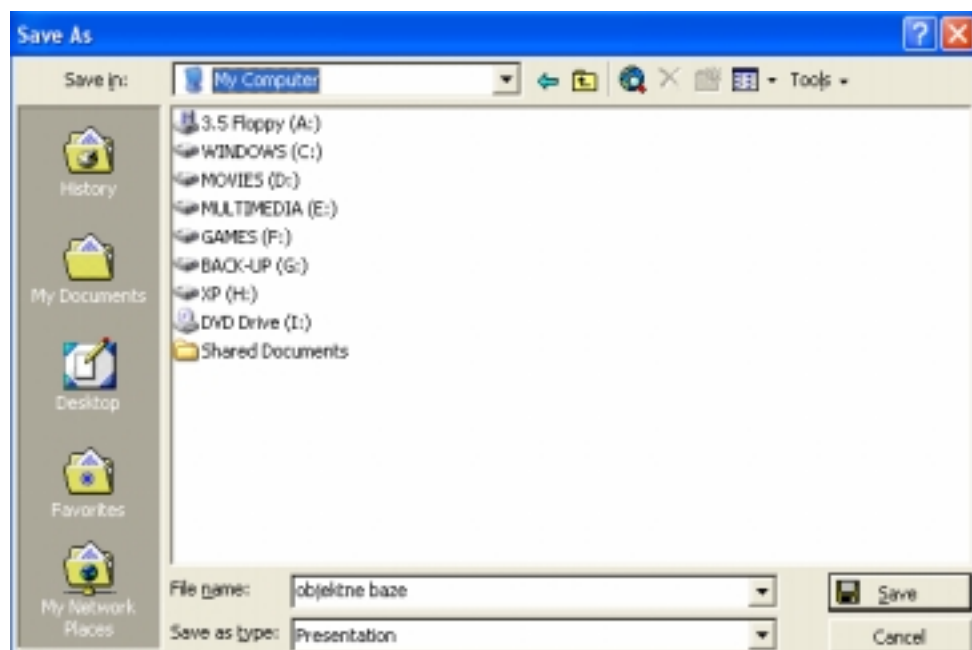 Save As
Save in:
My Computer
Tools
3.5 Floppy (A:)
WINDOWS (C:)
MOVIES (D:)
MULTIMEDIA (E:)
GAMES (F:)
BACK-UP (G:)
XP (H:)
DVD Drive (I:)
Shared Documents
History
My Documents
Desktop
Favorites
My Network
Places
File name:
objektne baze
Save
Save as type:
Presentation
Cancel